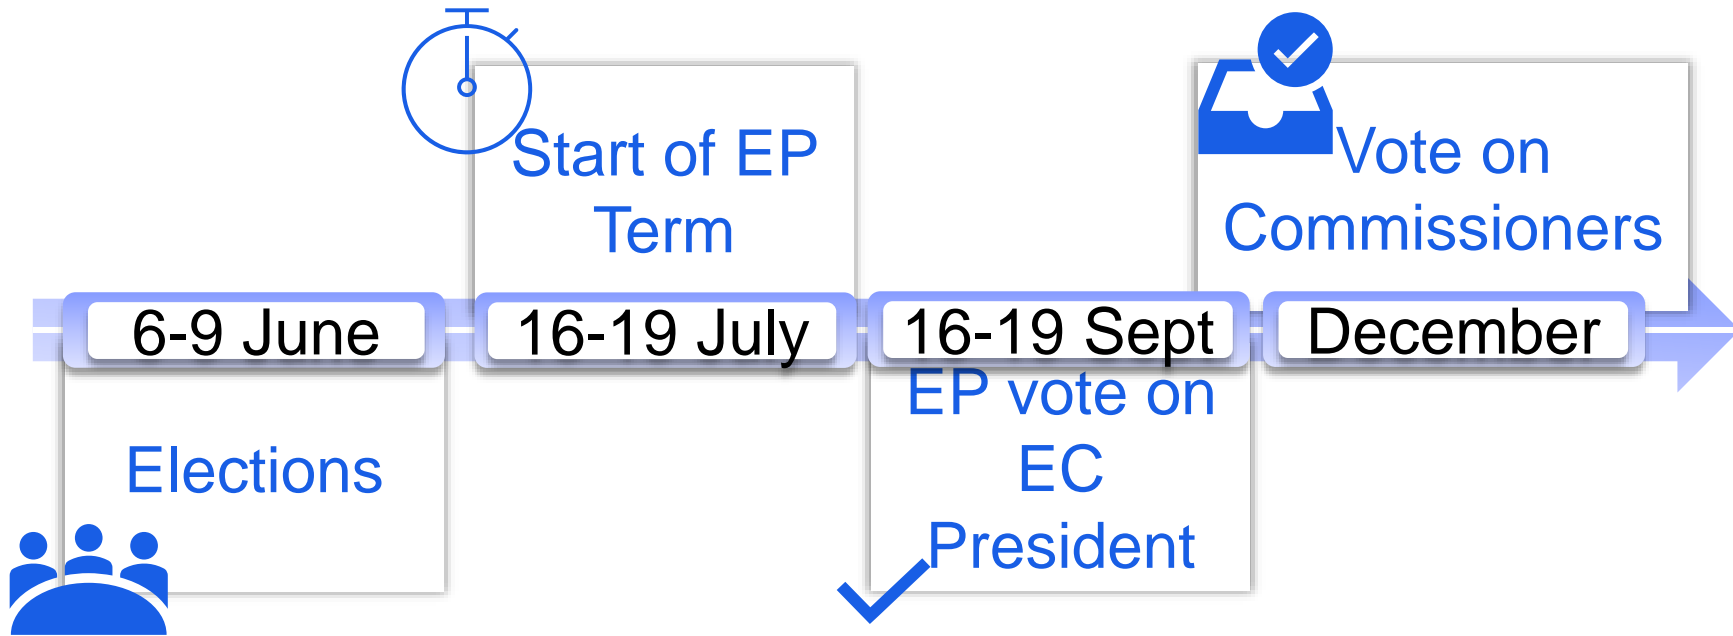 Start of EP
Term
Vote on
Commissioners
6-9 June
16-19 July
16-19 Sept
December
Elections
EP vote on
EC
President